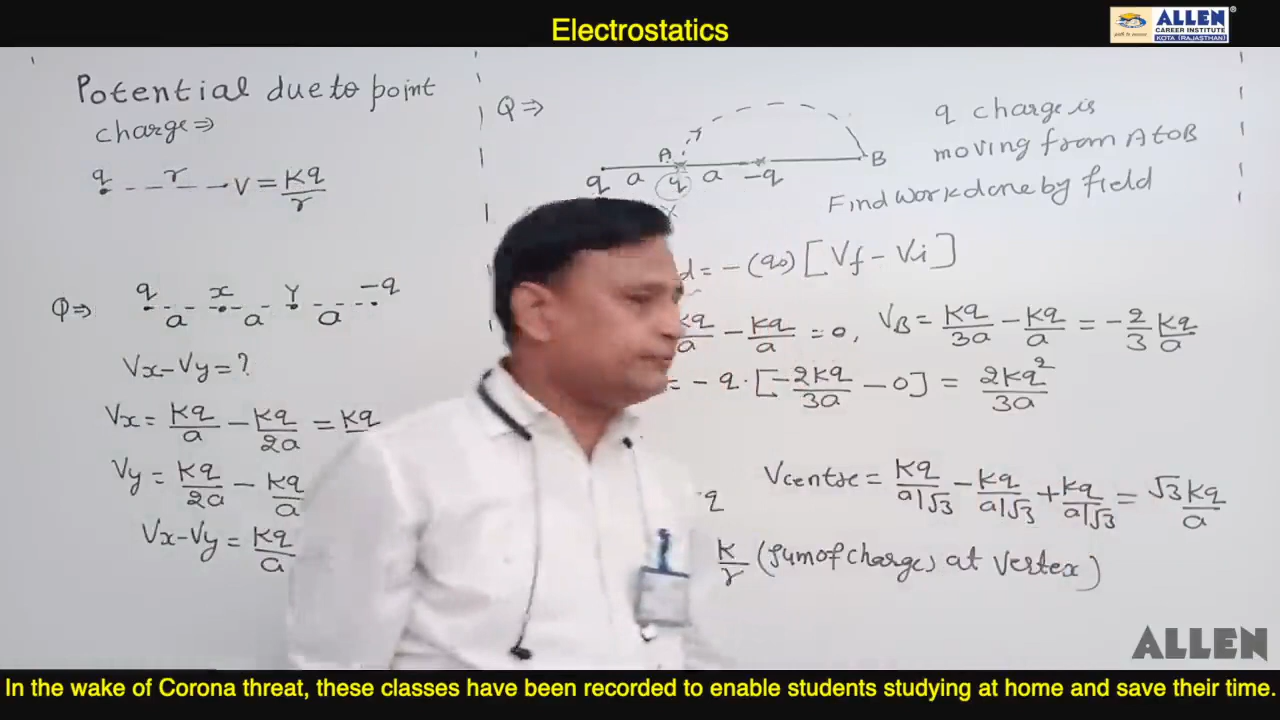 Electrostatics
ALLEN
CAREER INSTITUTE
KOTA (RAJASTHAN)
Potential due to point
charge ⇒
q r V = Kq/r
Q ⇒
q x Y -q
a a a
Vx - Vy = ?
Vx = Kq/a - Kq/2a = Kq
Vy = Kq/2a - Kq/a
Vx - Vy = Kq/a
Q ⇒
A B
q a q a -q
q charge is
moving from A to B
Find work done by field
d = -(q0) [Vf - Vi]
Kq/a - Kq/a = 0, VB = Kq/3a - Kq/a = -2/3 Kq/a
= -q · [-2Kq/3a - 0] = 2Kq²/3a
q
Vcentre = Kq/a/√3 - Kq/a/√3 + Kq/a/√3 = √3Kq/a
K/r (sum of charges at vertex)
ALLEN
In the wake of Corona threat, these classes have been recorded to enable students studying at home and save their time.